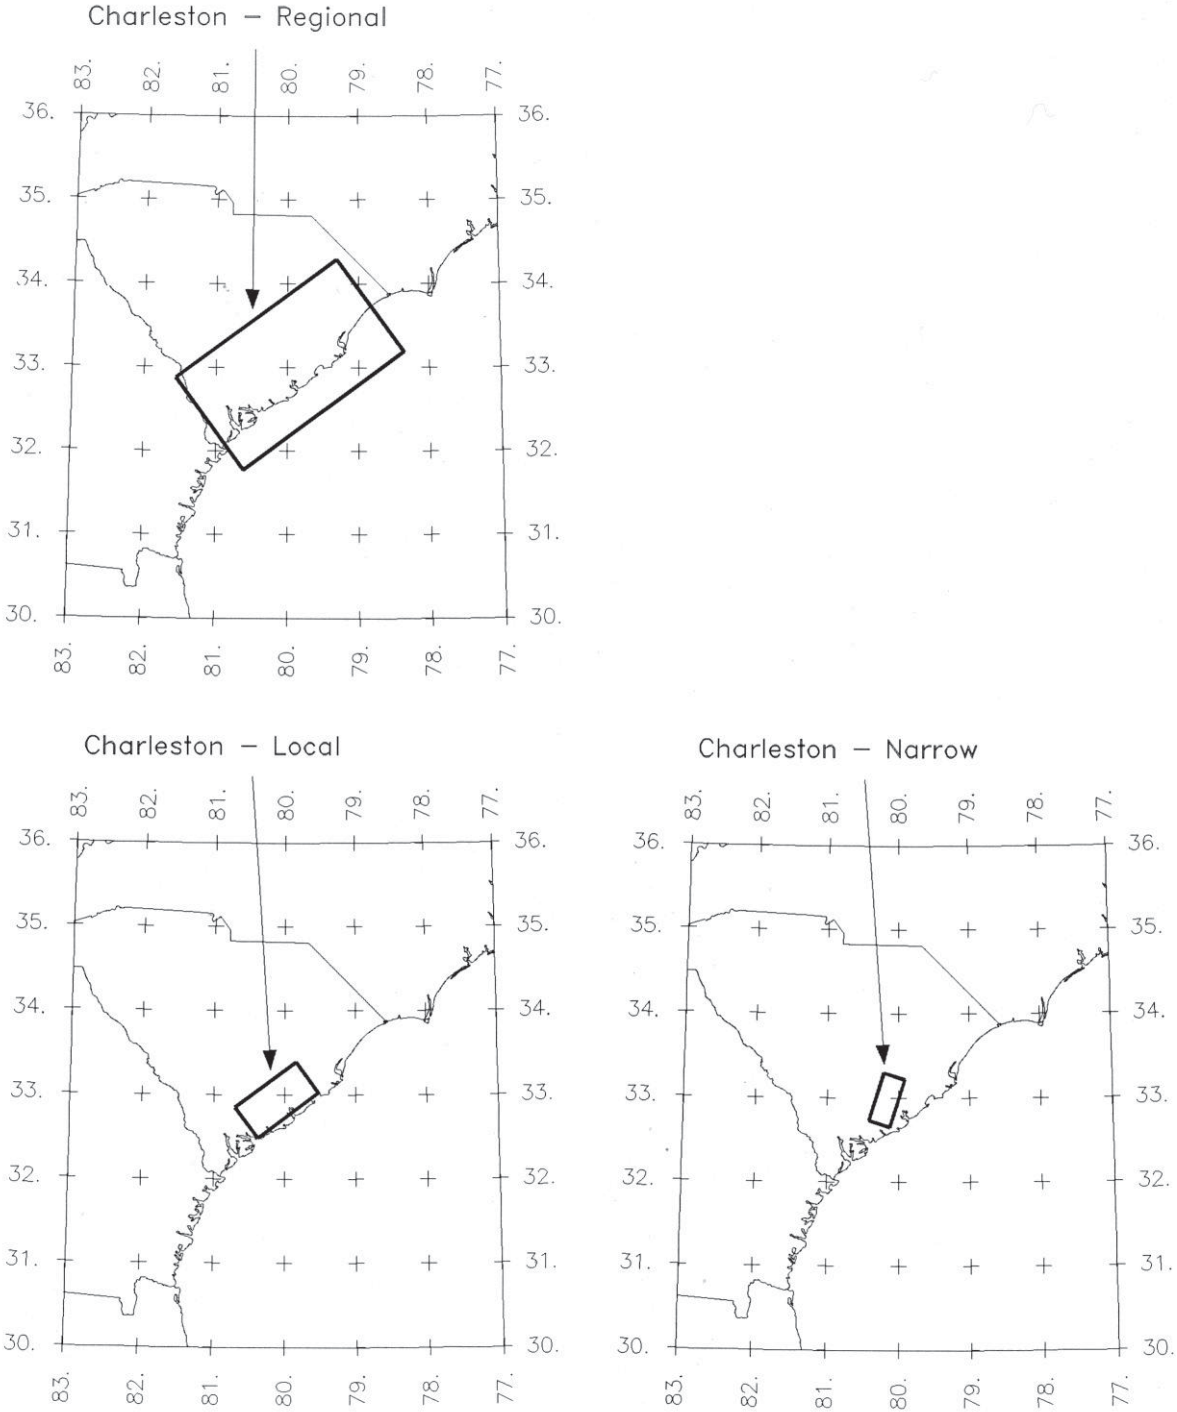 Charleston – Regional
83. 82. 81. 80. 79. 78. 77.
36. 36.
35. 35.
34. 34.
33. 33.
32. 32.
31. 31.
30. 30.
83. 82. 81. 80. 79. 78. 77.
Charleston – Local
83. 82. 81. 80. 79. 78. 77.
36. 36.
35. 35.
34. 34.
33. 33.
32. 32.
31. 31.
30. 30.
83. 82. 81. 80. 79. 78. 77.
Charleston – Narrow
83. 82. 81. 80. 79. 78. 77.
36. 36.
35. 35.
34. 34.
33. 33.
32. 32.
31. 31.
30. 30.
83. 82. 81. 80. 79. 78. 77.